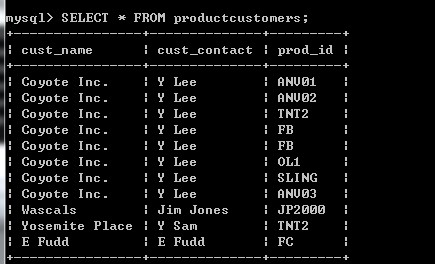 mysql> SELECT * FROM productcustomers;
+----------------+--------------+---------+
| cust_name      | cust_contact | prod_id |
+----------------+--------------+---------+
| Coyote Inc.    | Y Lee        | ANV01   |
| Coyote Inc.    | Y Lee        | ANV02   |
| Coyote Inc.    | Y Lee        | TNT2    |
| Coyote Inc.    | Y Lee        | FB      |
| Coyote Inc.    | Y Lee        | FB      |
| Coyote Inc.    | Y Lee        | OL1     |
| Coyote Inc.    | Y Lee        | SLING   |
| Coyote Inc.    | Y Lee        | ANV03   |
| Wascals        | Jim Jones    | JP2000  |
| Yosemite Place | Y Sam        | TNT2    |
| E Fudd         | E Fudd       | FC      |
+----------------+--------------+---------+